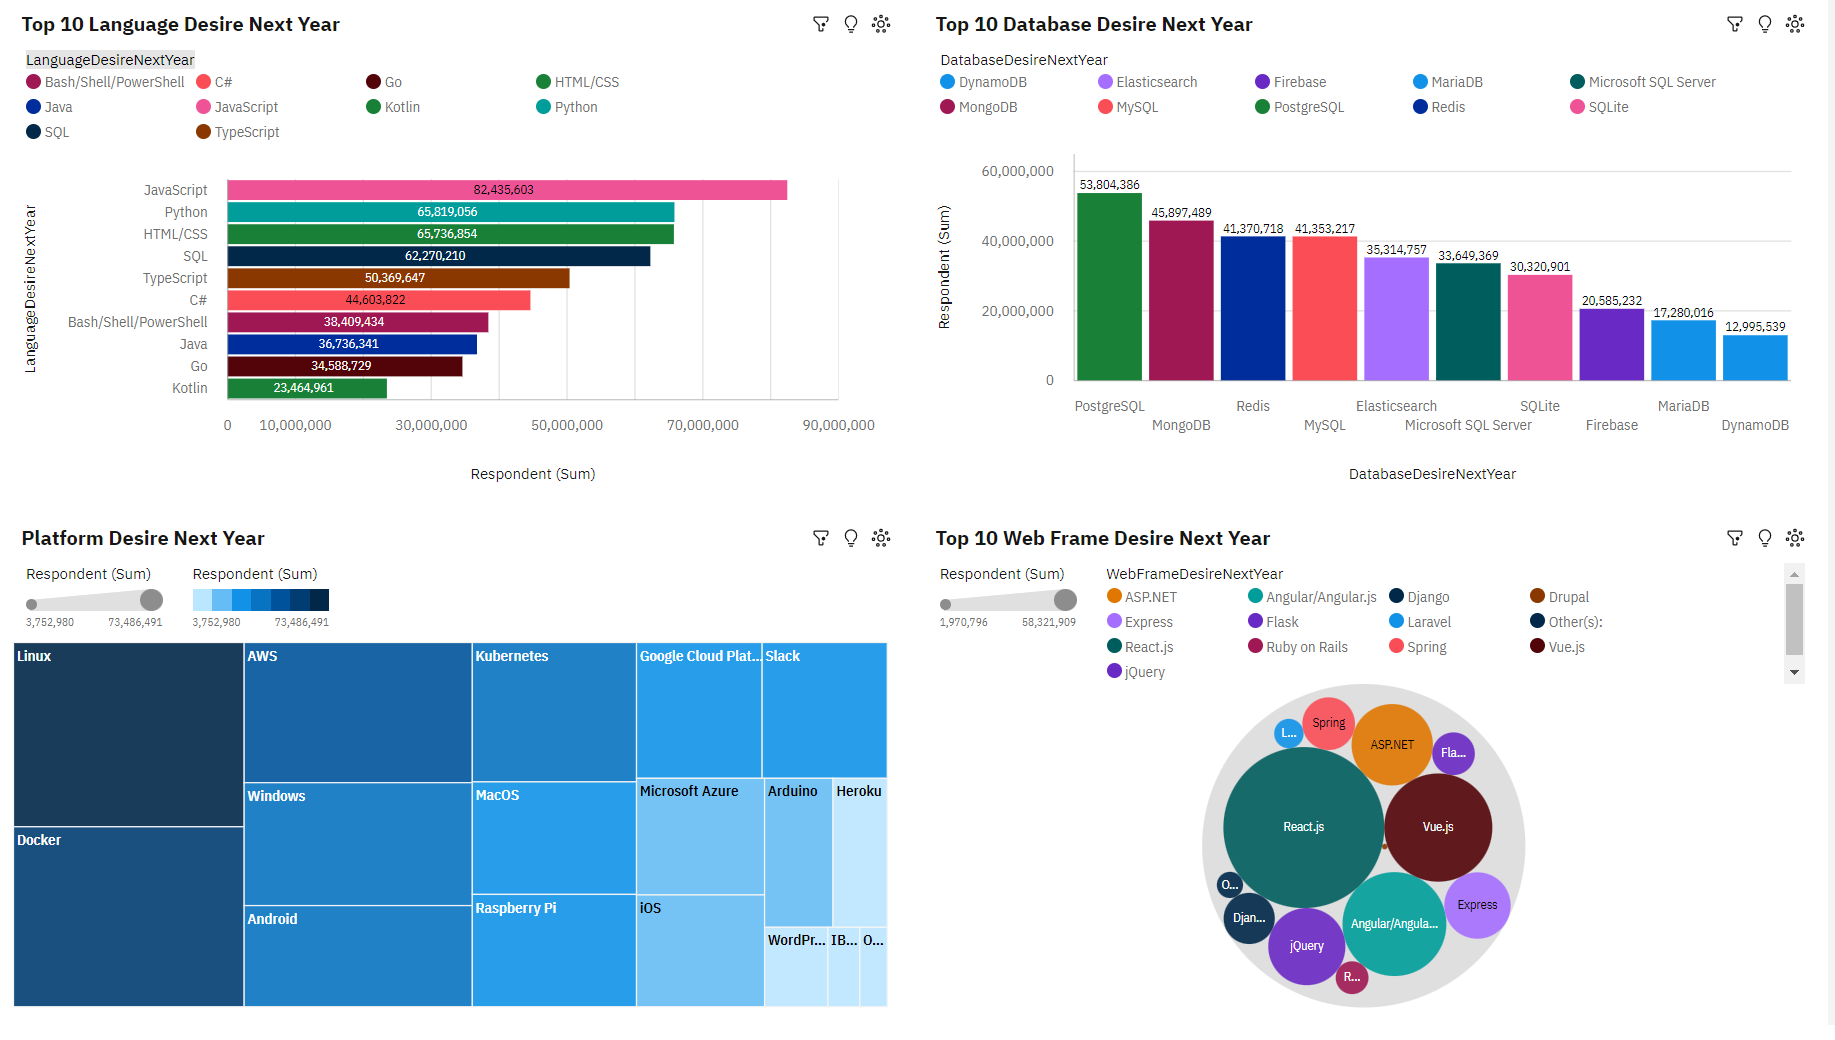 Top 10 Language Desire Next Year
LanguageDesireNextYear
Bash/Shell/PowerShell C# Go HTML/CSS
Java JavaScript Kotlin Python
SQL TypeScript
LanguageDesireNextYear
JavaScript 82,435,603
Python 65,819,056
HTML/CSS 65,736,854
SQL 62,270,210
TypeScript 50,369,647
C# 44,603,822
Bash/Shell/PowerShell 38,409,434
Java 36,736,341
Go 34,588,729
Kotlin 23,464,961
0 10,000,000 30,000,000 50,000,000 70,000,000 90,000,000
Respondent (Sum)
Top 10 Database Desire Next Year
DatabaseDesireNextYear
DynamoDB Elasticsearch Firebase MariaDB Microsoft SQL Server
MongoDB MySQL PostgreSQL Redis SQLite
Respondent (Sum)
60,000,000
40,000,000
20,000,000
0
53,804,386
45,897,489
41,370,718
41,353,217
35,314,757
33,649,369
30,320,901
20,585,232
17,280,016
12,995,539
PostgreSQL Redis Elasticsearch SQLite MariaDB
MongoDB MySQL Microsoft SQL Server Firebase DynamoDB
DatabaseDesireNextYear
Platform Desire Next Year
Respondent (Sum) Respondent (Sum)
3,752,980 73,486,491 3,752,980 73,486,491
Linux AWS Kubernetes Google Cloud Plat... Slack
Microsoft Azure Arduino Heroku
Windows MacOS
Docker
Raspberry Pi iOS
Android
WordPr... IB... O...
Top 10 Web Frame Desire Next Year
Respondent (Sum) WebFrameDesireNextYear
1,970,796 58,321,909
ASP.NET Angular/Angular.js Django Drupal
Express Flask Laravel Other(s):
React.js Ruby on Rails Spring Vue.js
jQuery
Spring
L...
ASP.NET
Fla...
React.js
Vue.js
O...
Express
Djan...
Angular/Angula...
jQuery
R...